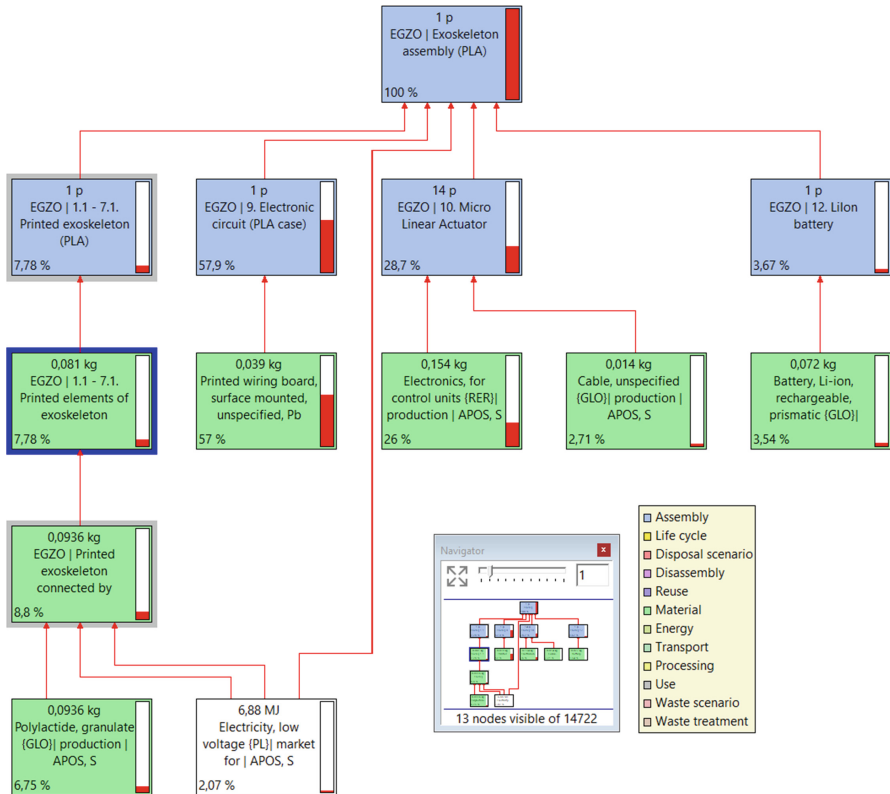 1 p
EGZO | Exoskeleton
assembly (PLA)
100 %
1 p
EGZO | 1.1 - 7.1.
Printed exoskeleton
(PLA)
7,78 %
1 p
EGZO | 9. Electronic
circuit (PLA case)
57,9 %
14 p
EGZO | 10. Micro
Linear Actuator
28,7 %
1 p
EGZO | 12. LiIon
battery
3,67 %
0,081 kg
EGZO | 1.1 - 7.1.
Printed elements of
exoskeleton
7,78 %
0,039 kg
Printed wiring board,
surface mounted,
unspecified, Pb
57 %
0,154 kg
Electronics, for
control units {RER}|
production | APOS, S
26 %
0,014 kg
Cable, unspecified
{GLO}| production |
APOS, S
2,71 %
0,072 kg
Battery, Li-ion,
rechargeable,
prismatic {GLO}|
3,54 %
0,0936 kg
EGZO | Printed
exoskeleton
connected by
8,8 %
0,0936 kg
Polylactide, granulate
{GLO}| production |
APOS, S
6,75 %
6,88 MJ
Electricity, low
voltage {PL}| market
for | APOS, S
2,07 %
Navigator
x
1
13 nodes visible of 14722
Assembly
Life cycle
Disposal scenario
Disassembly
Reuse
Material
Energy
Transport
Processing
Use
Waste scenario
Waste treatment